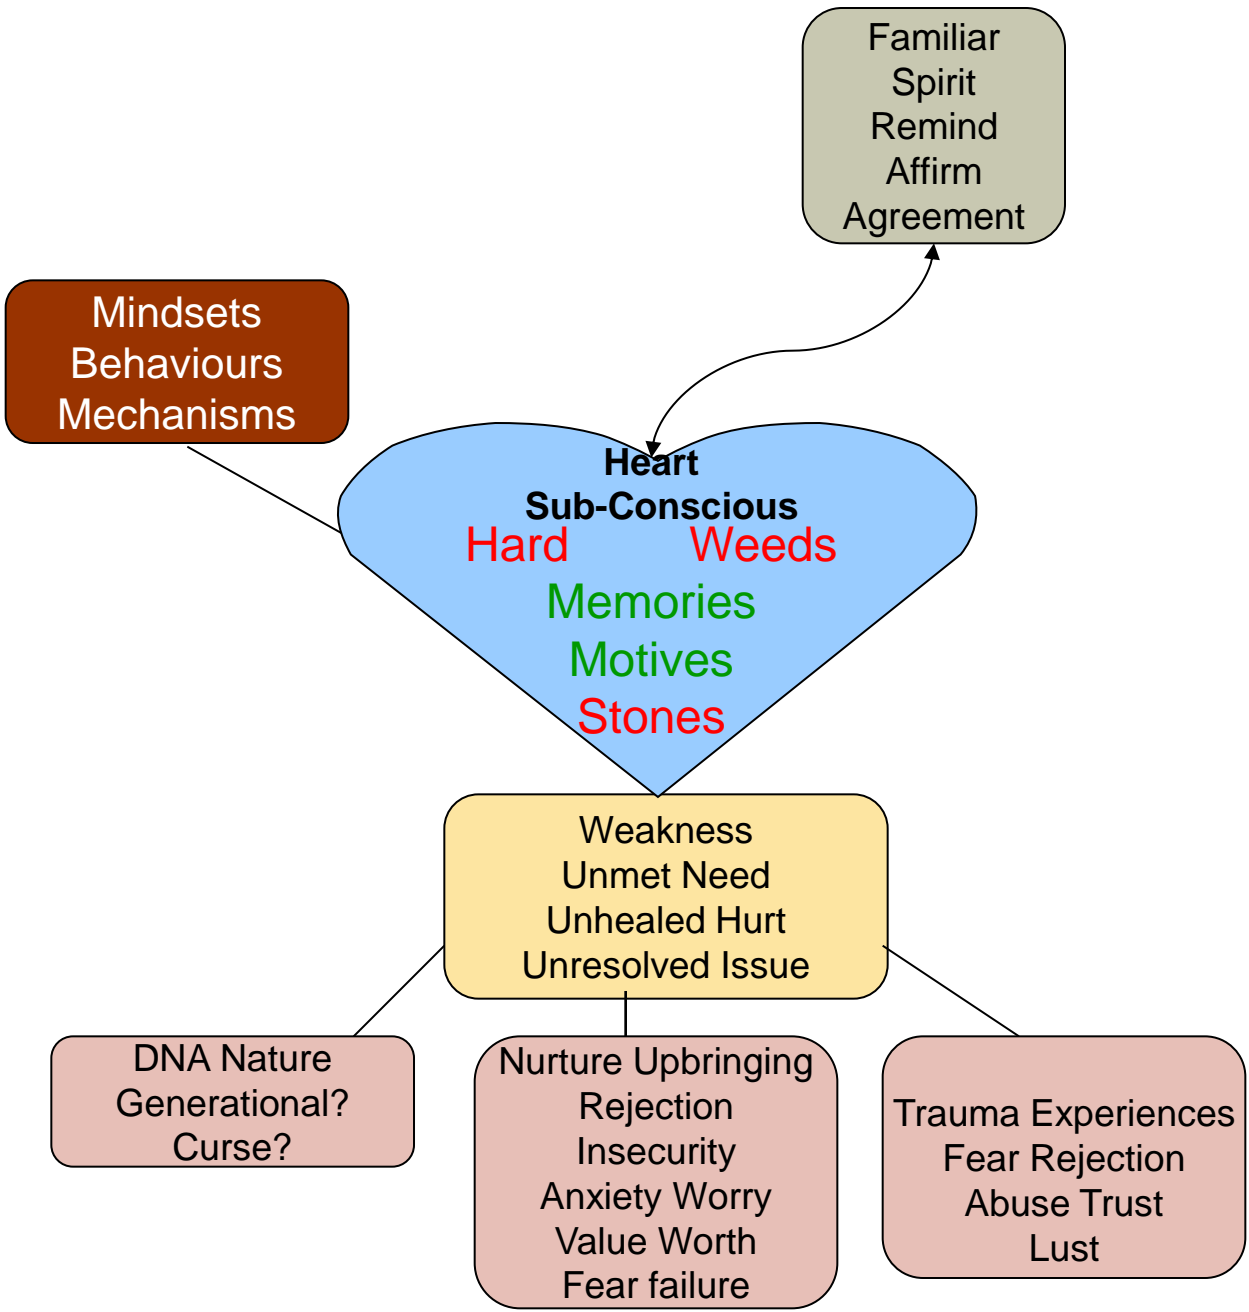 Familiar
Spirit
Remind
Affirm
Agreement
Mindsets
Behaviours
Mechanisms
Heart
Sub-Conscious
Hard Weeds
Memories
Motives
Stones
Weakness
Unmet Need
Unhealed Hurt
Unresolved Issue
DNA Nature
Generational?
Curse?
Nurture Upbringing
Rejection
Insecurity
Anxiety Worry
Value Worth
Fear failure
Trauma Experiences
Fear Rejection
Abuse Trust
Lust